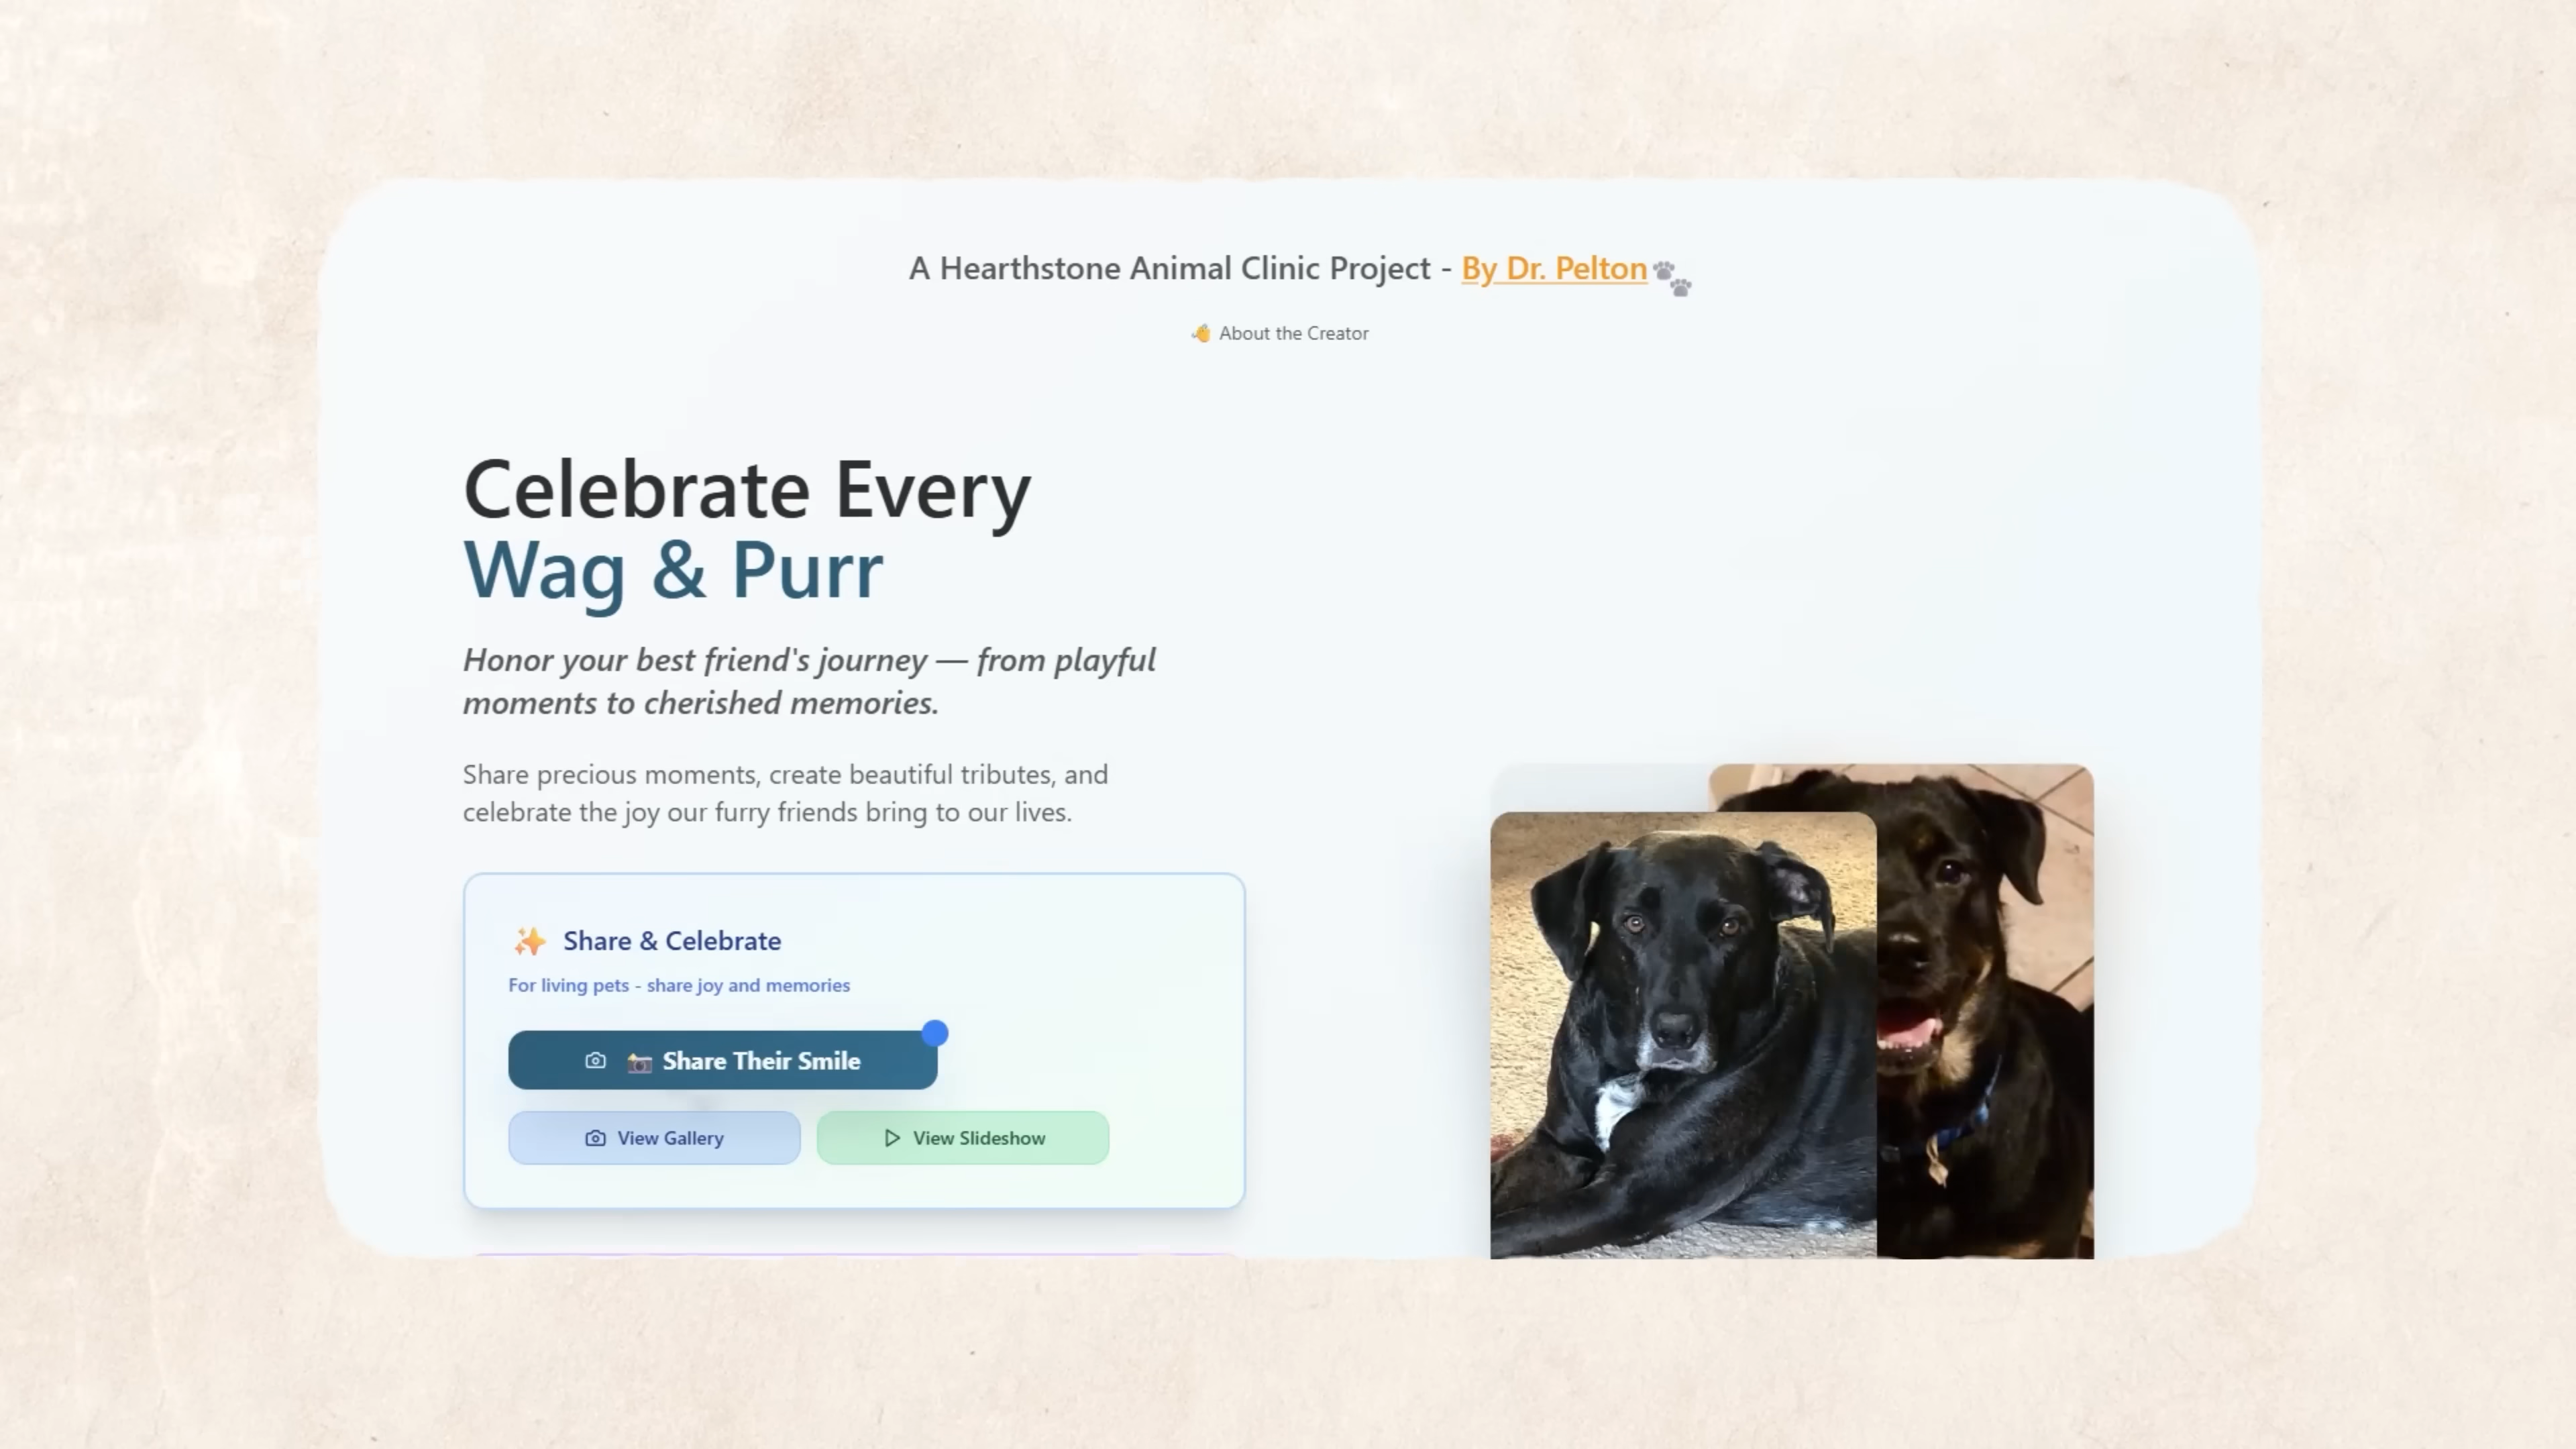 A Hearthstone Animal Clinic Project - By Dr. Pelton
About the Creator
Celebrate Every
Wag & Purr
Honor your best friend's journey — from playful
moments to cherished memories.
Share precious moments, create beautiful tributes, and
celebrate the joy our furry friends bring to our lives.
Share & Celebrate
For living pets - share joy and memories
Share Their Smile
View Gallery
View Slideshow